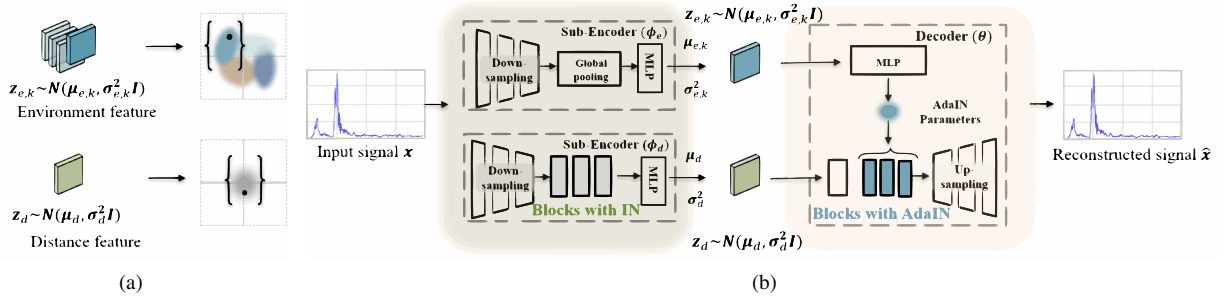 z_{e,k}~N(μ_{e,k}, σ²_{e,k}I)
Environment feature
z_d~N(μ_d, σ²_d I)
Distance feature
(a)
Input signal x
Sub-Encoder (ϕ_e)
Down-
sampling
Global
pooling
MLP
Sub-Encoder (ϕ_d)
Down-
sampling
MLP
Blocks with IN
z_{e,k}~N(μ_{e,k}, σ²_{e,k}I)
μ_{e,k}
σ²_{e,k}
μ_d
σ²_d
z_d~N(μ_d, σ²_d I)
Decoder (θ)
MLP
AdaIN
Parameters
Up-
sampling
Blocks with AdaIN
Reconstructed signal x̂
(b)